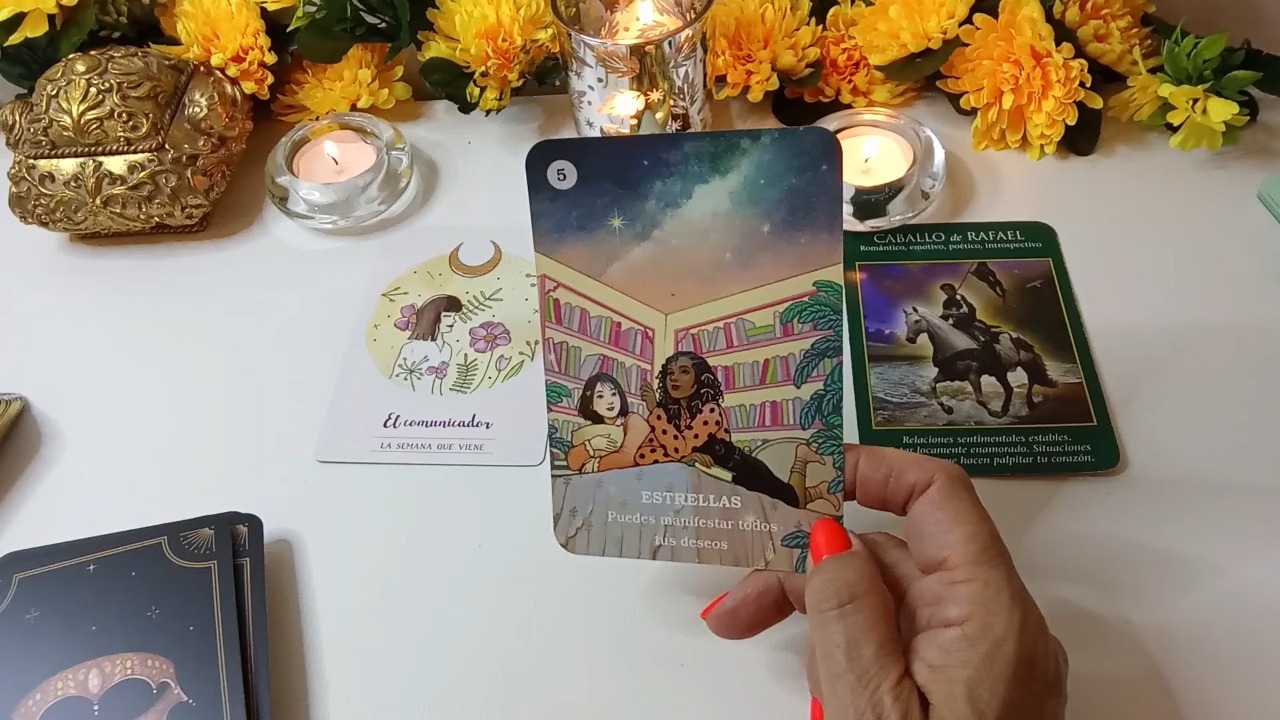 El comunicador
LA SEMANA QUE VIENE
5
ESTRELLAS
Puedes manifestar todos
tus deseos
CABALLO de RAFAEL
Romántico, emotivo, poético, introspectivo
Relaciones sentimentales estables.
locamente enamorado. Situaciones
que hacen palpitar tu corazón.